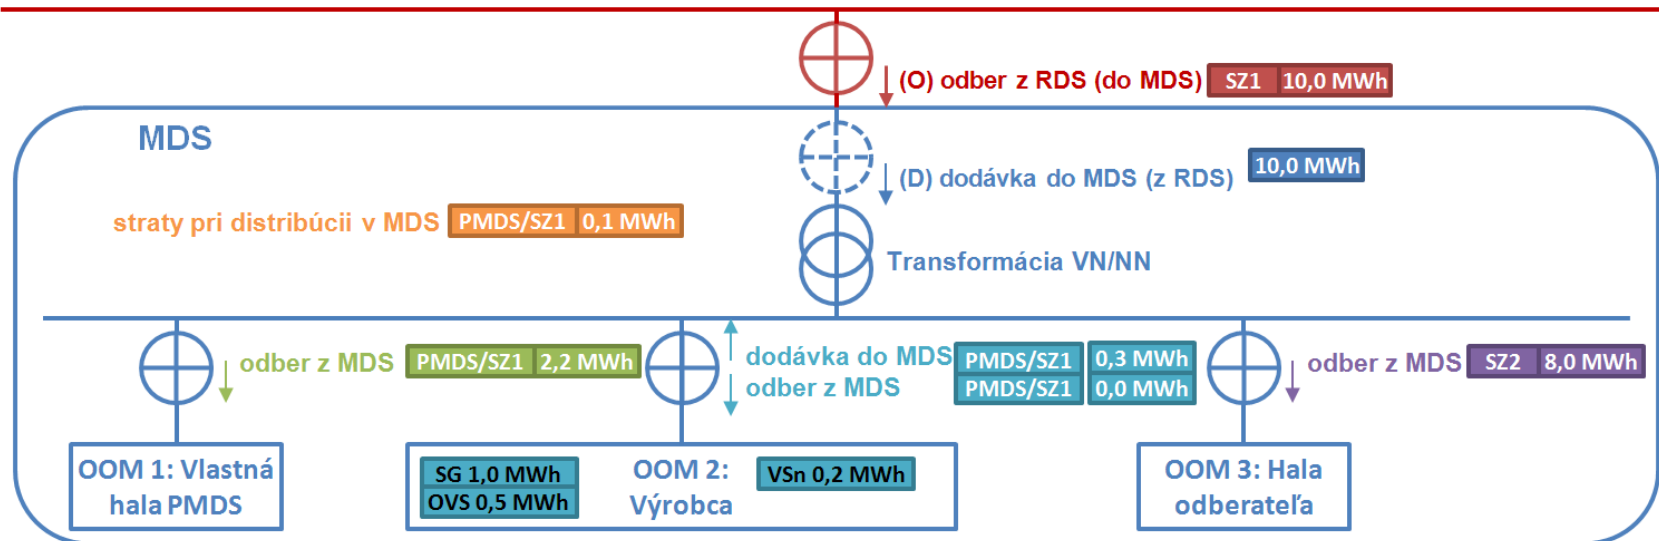 (O) odber z RDS (do MDS) SZ1 10,0 MWh
MDS
(D) dodávka do MDS (z RDS) 10,0 MWh
straty pri distribúcii v MDS PMDS/SZ1 0,1 MWh
Transformácia VN/NN
odber z MDS PMDS/SZ1 2,2 MWh
dodávka do MDS PMDS/SZ1 0,3 MWh
odber z MDS PMDS/SZ1 0,0 MWh
odber z MDS SZ2 8,0 MWh
OOM 1: Vlastná
hala PMDS
SG 1,0 MWh
OVS 0,5 MWh
OOM 2:
Výrobca
VSn 0,2 MWh
OOM 3: Hala
odberateľa